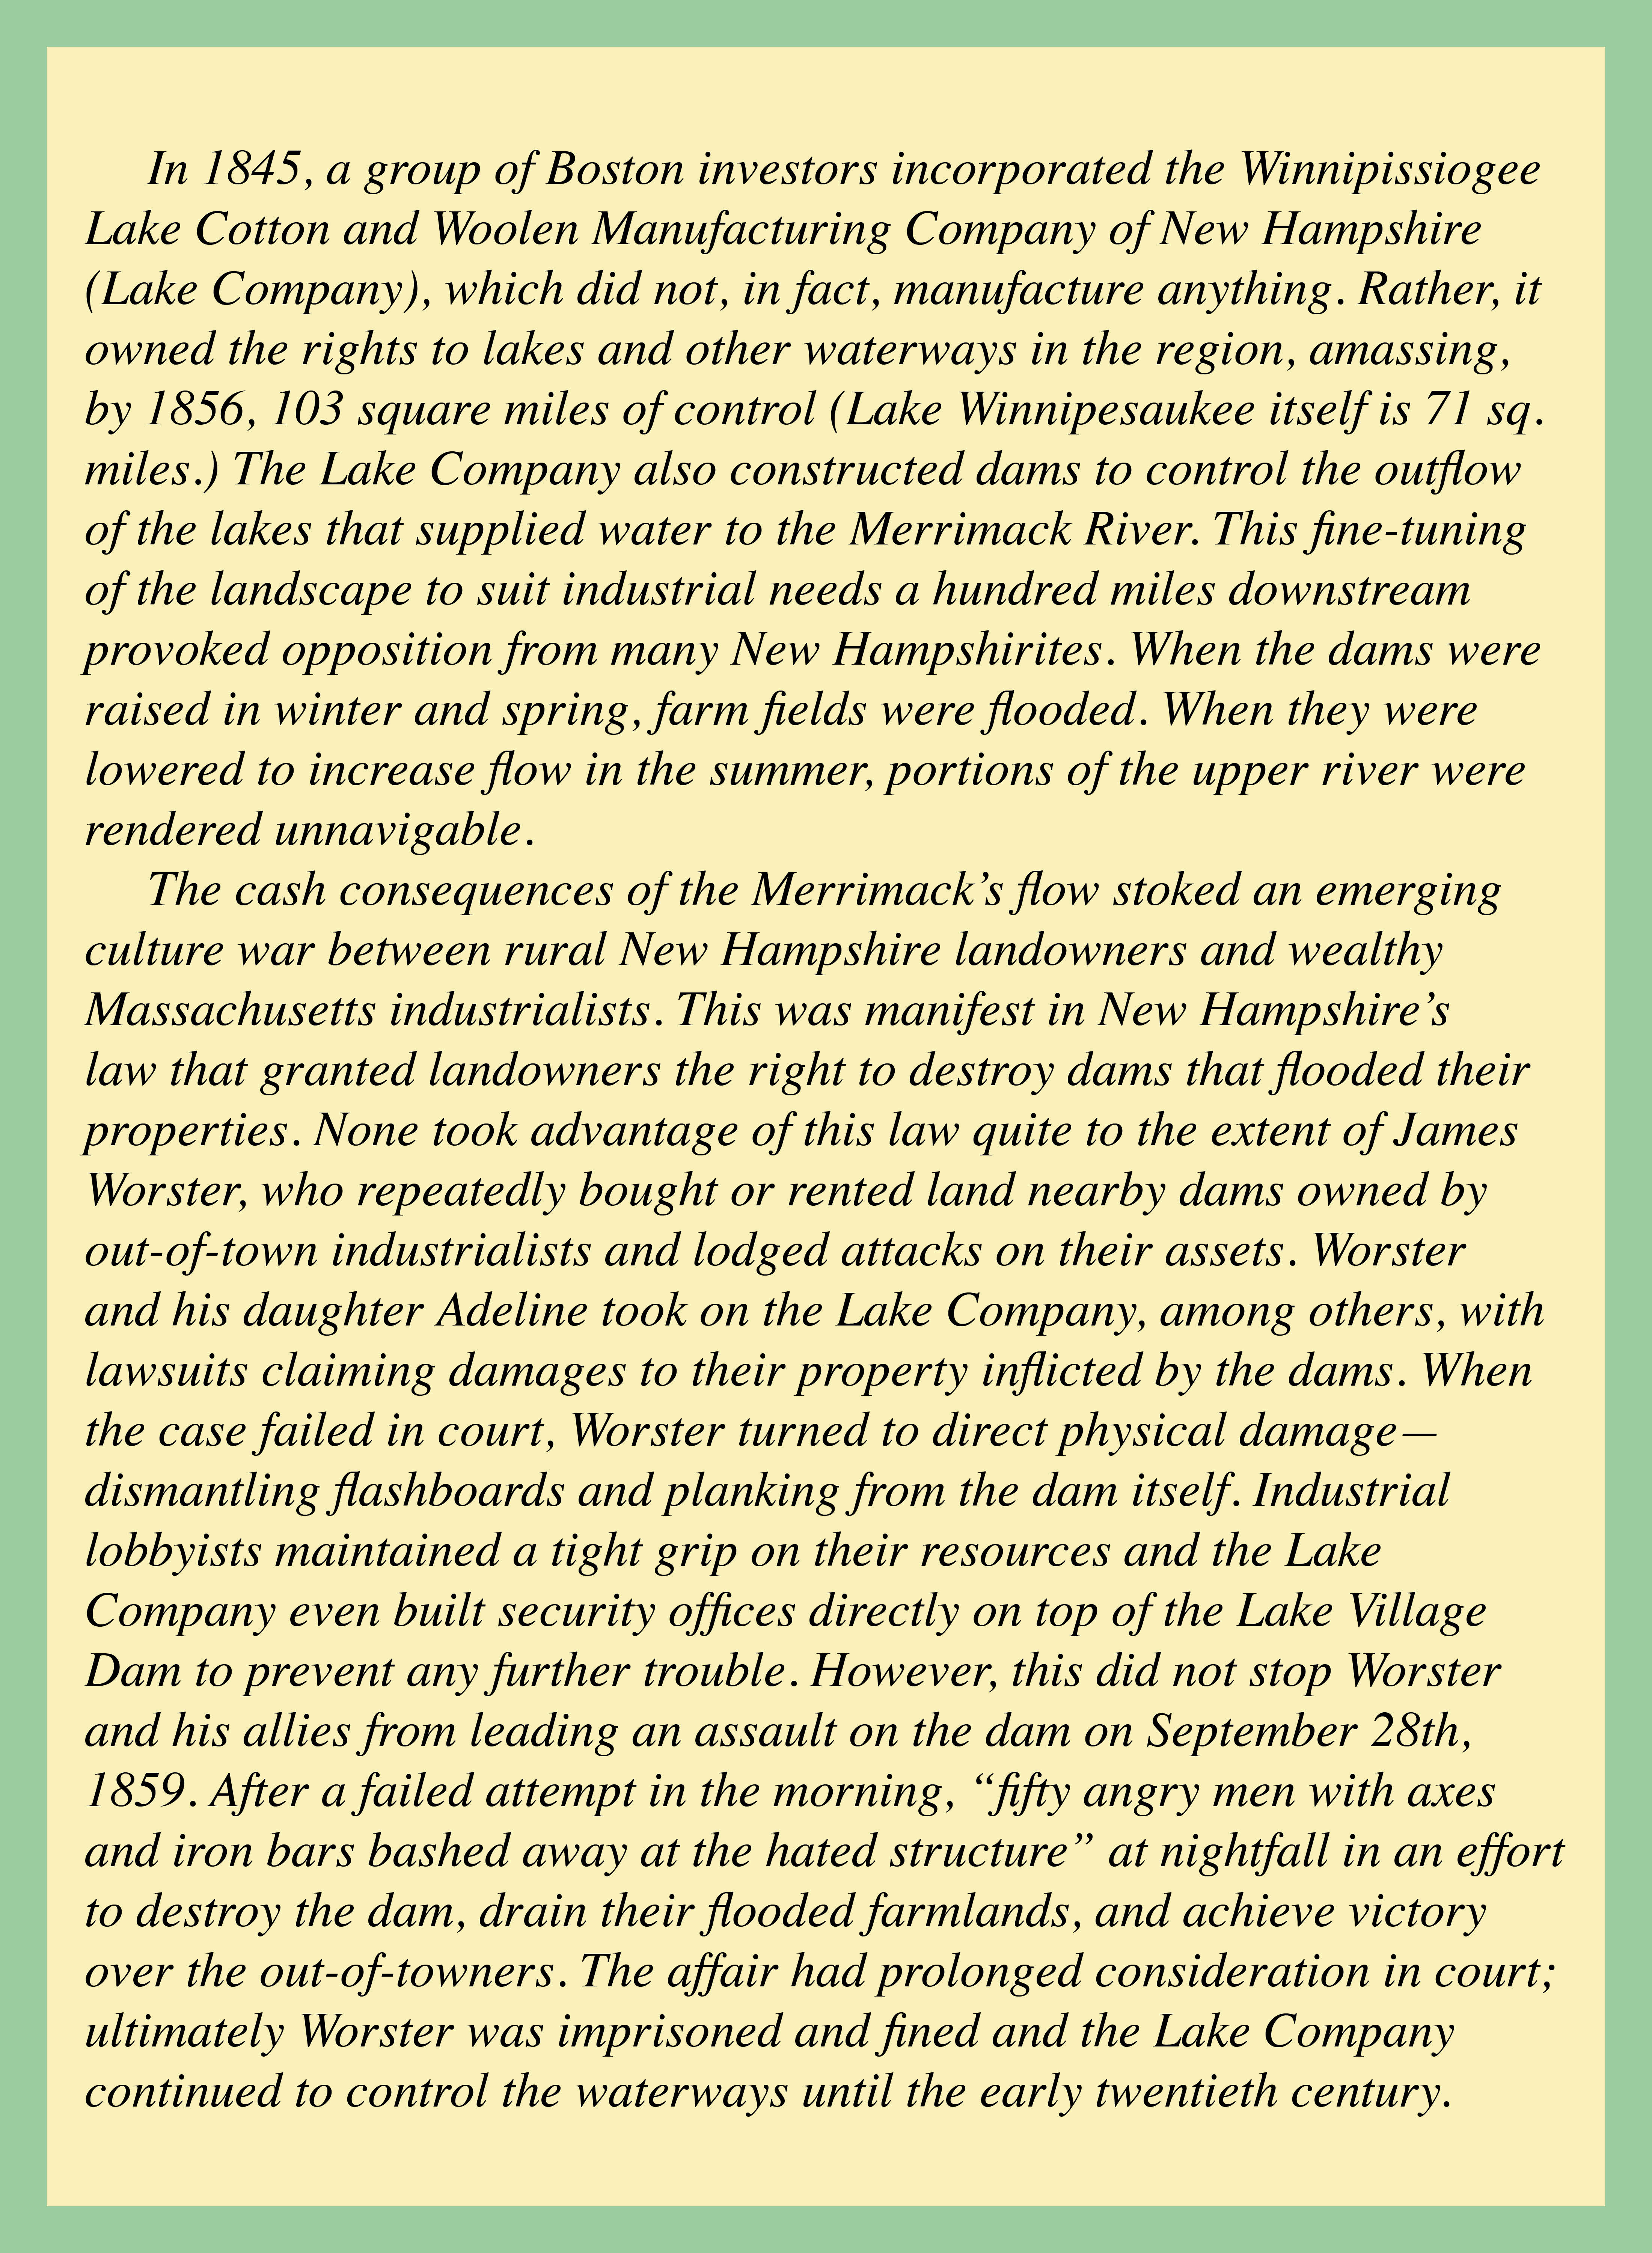 In 1845, a group of Boston investors incorporated the Winnipissiogee
Lake Cotton and Woolen Manufacturing Company of New Hampshire
(Lake Company), which did not, in fact, manufacture anything. Rather, it
owned the rights to lakes and other waterways in the region, amassing,
by 1856, 103 square miles of control (Lake Winnipesaukee itself is 71 sq.
miles.) The Lake Company also constructed dams to control the outflow
of the lakes that supplied water to the Merrimack River. This fine-tuning
of the landscape to suit industrial needs a hundred miles downstream
provoked opposition from many New Hampshirites. When the dams were
raised in winter and spring, farm fields were flooded. When they were
lowered to increase flow in the summer, portions of the upper river were
rendered unnavigable.
The cash consequences of the Merrimack’s flow stoked an emerging
culture war between rural New Hampshire landowners and wealthy
Massachusetts industrialists. This was manifest in New Hampshire’s
law that granted landowners the right to destroy dams that flooded their
properties. None took advantage of this law quite to the extent of James
Worster, who repeatedly bought or rented land nearby dams owned by
out-of-town industrialists and lodged attacks on their assets. Worster
and his daughter Adeline took on the Lake Company, among others, with
lawsuits claiming damages to their property inflicted by the dams. When
the case failed in court, Worster turned to direct physical damage—
dismantling flashboards and planking from the dam itself. Industrial
lobbyists maintained a tight grip on their resources and the Lake
Company even built security offices directly on top of the Lake Village
Dam to prevent any further trouble. However, this did not stop Worster
and his allies from leading an assault on the dam on September 28th,
1859. After a failed attempt in the morning, “fifty angry men with axes
and iron bars bashed away at the hated structure” at nightfall in an effort
to destroy the dam, drain their flooded farmlands, and achieve victory
over the out-of-towners. The affair had prolonged consideration in court;
ultimately Worster was imprisoned and fined and the Lake Company
continued to control the waterways until the early twentieth century.